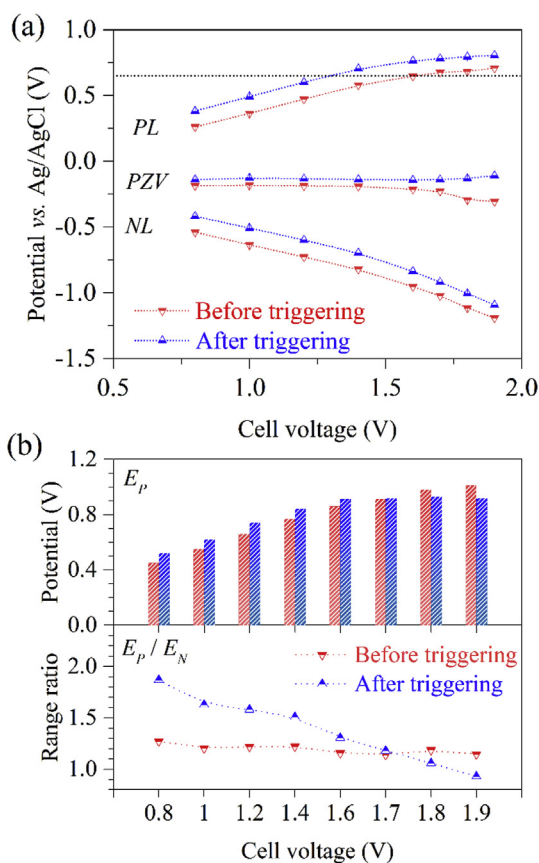 (a)
1.0
0.5
0.0
-0.5
-1.0
-1.5
Potential vs. Ag/AgCl (V)
PL
PZV
NL
Before triggering
After triggering
0.5 1.0 1.5 2.0
Cell voltage (V)
(b)
1.2
0.8
0.4
0.0
Potential (V)
E_P
E_P / E_N
Before triggering
After triggering
2.0
1.5
1.0
Range ratio
0.8 1 1.2 1.4 1.6 1.7 1.8 1.9
Cell voltage (V)